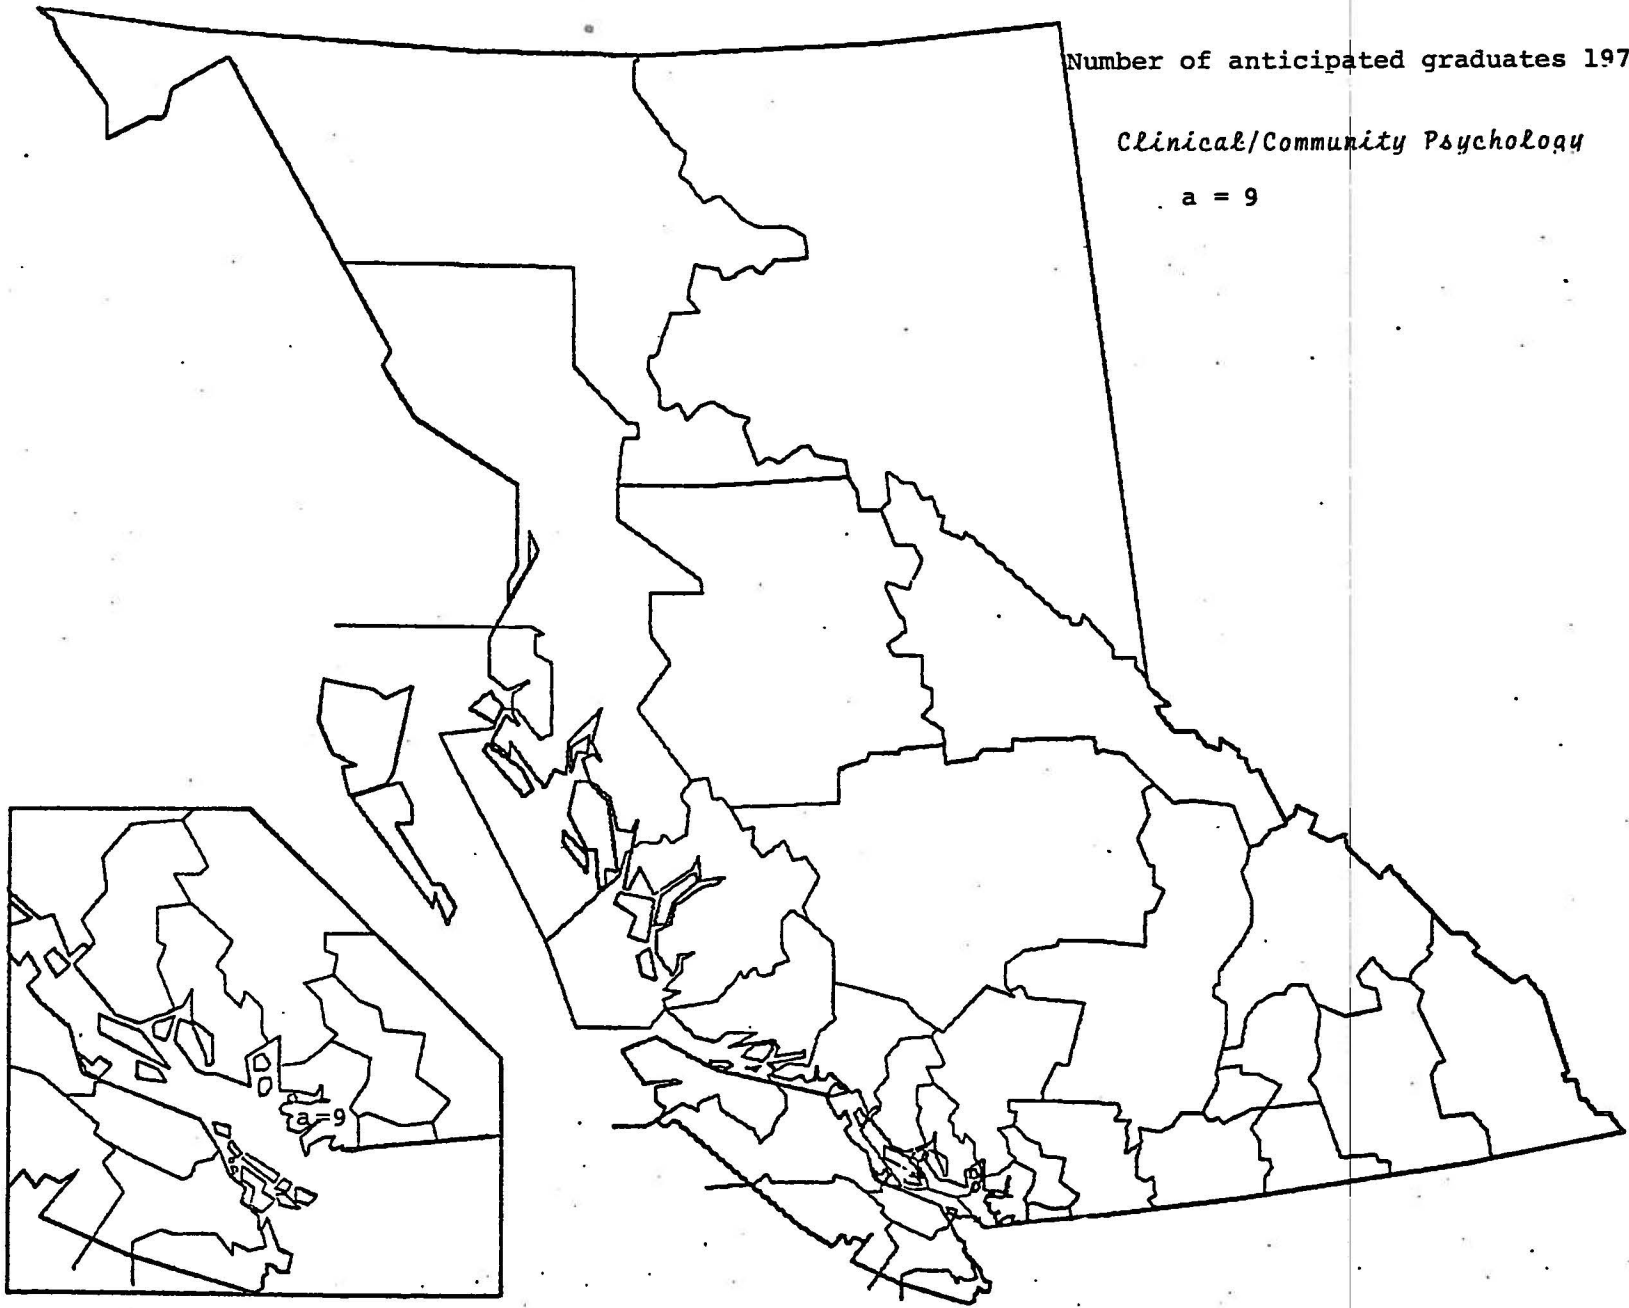 Number of anticipated graduates 197
Clinical/Community Psychology
a = 9
a=9